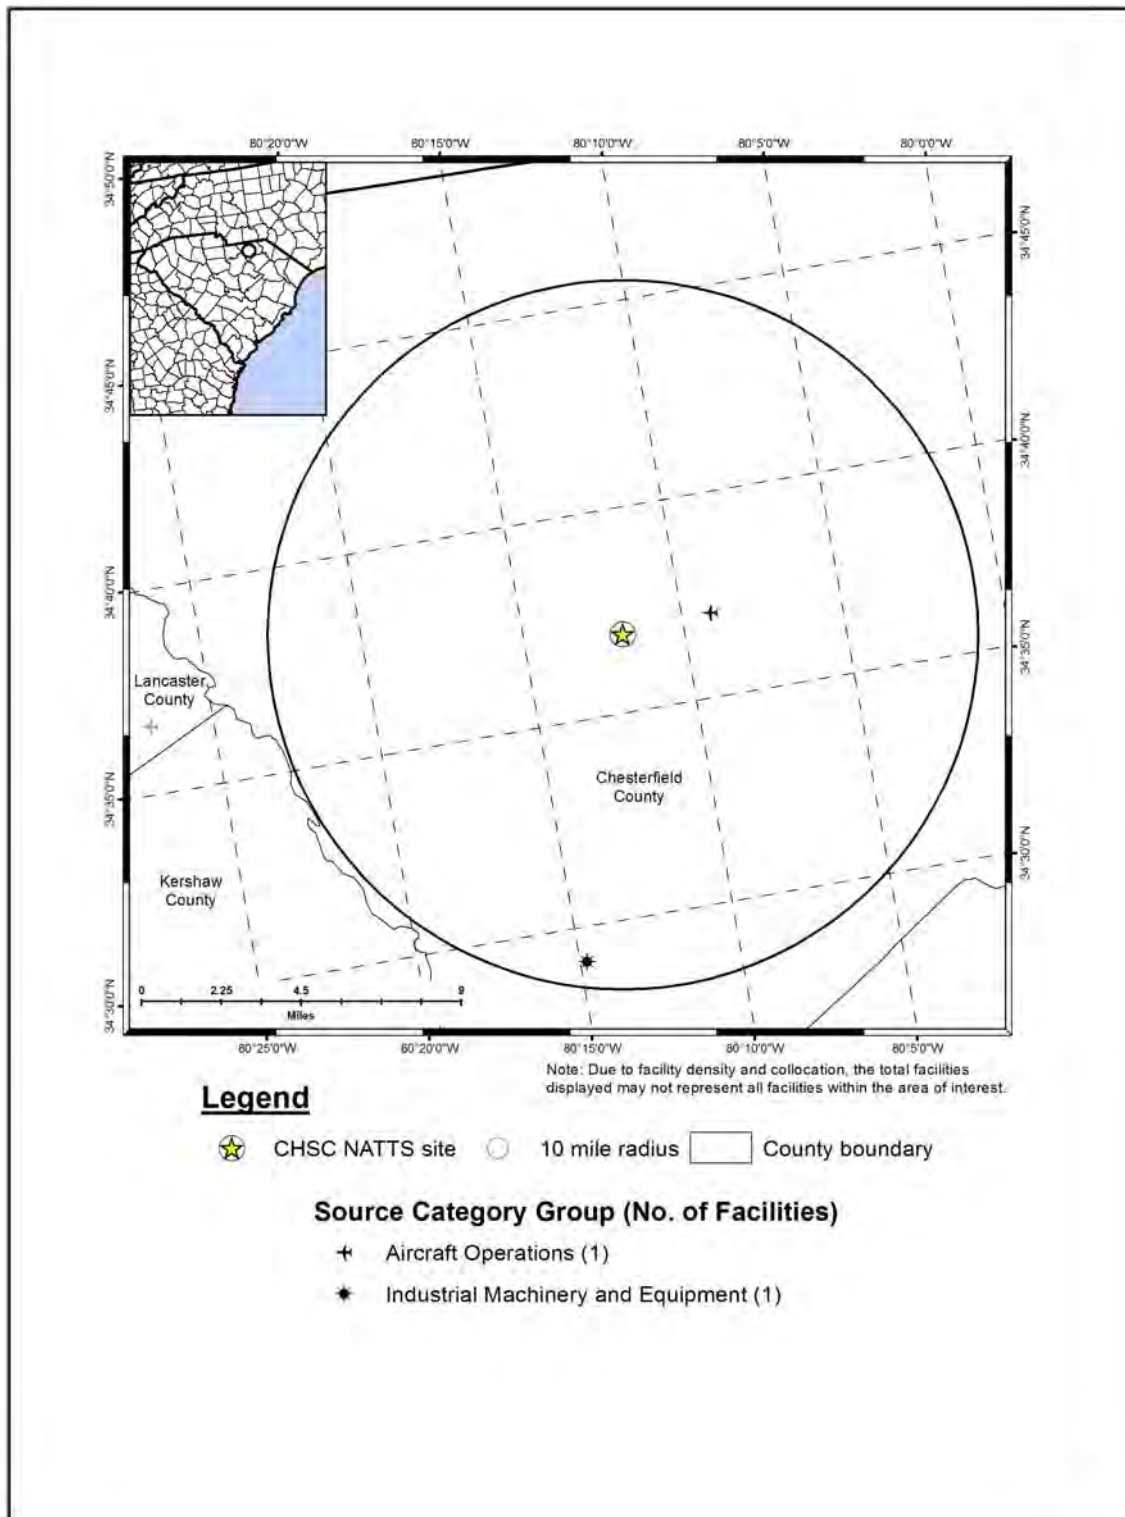 80°20'0"W 80°15'0"W 80°10'0"W 80°5'0"W 80°0'0"W
34°50'0"N
34°45'0"N
34°45'0"N
34°40'0"N
34°40'0"N
34°35'0"N
Lancaster
County
Chesterfield
County
34°35'0"N
34°30'0"N
Kershaw
County
0 2.25 4.5 9
Miles
34°30'0"N
80°25'0"W 80°20'0"W 80°15'0"W 80°10'0"W 80°5'0"W
Note: Due to facility density and collocation, the total facilities
displayed may not represent all facilities within the area of interest.
Legend
CHSC NATTS site 10 mile radius County boundary
Source Category Group (No. of Facilities)
Aircraft Operations (1)
Industrial Machinery and Equipment (1)